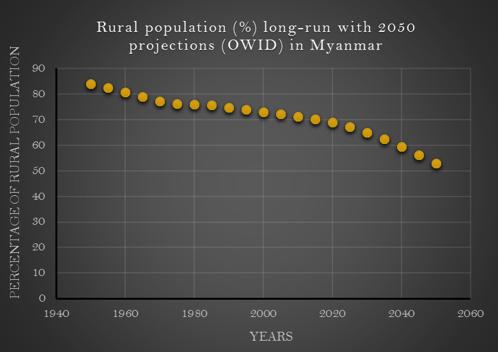 Rural population (%) long-run with 2050
projections (OWID) in Myanmar
PERCENTAGE OF RURAL POPULATION
90
80
70
60
50
40
30
20
10
0
1940 1960 1980 2000 2020 2040 2060
YEARS